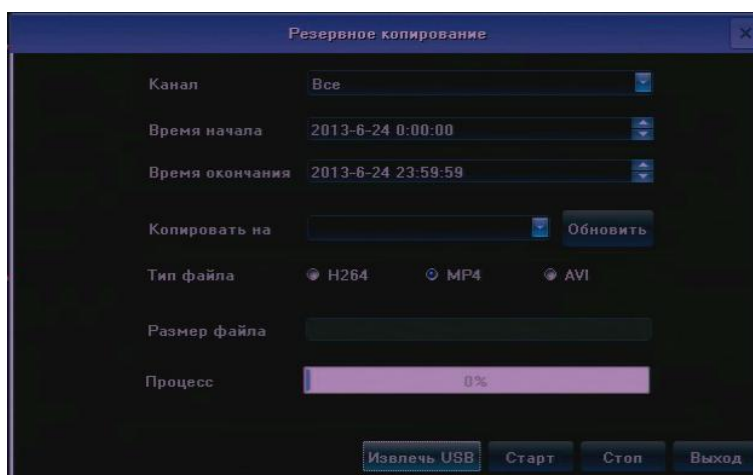 Резервное копирование
Канал Все
Время начала 2013-6-24 0:00:00
Время окончания 2013-6-24 23:59:59
Копировать на Обновить
Тип файла H264 MP4 AVI
Размер файла
Процесс 0%
Извлечь USB Старт Стоп Выход